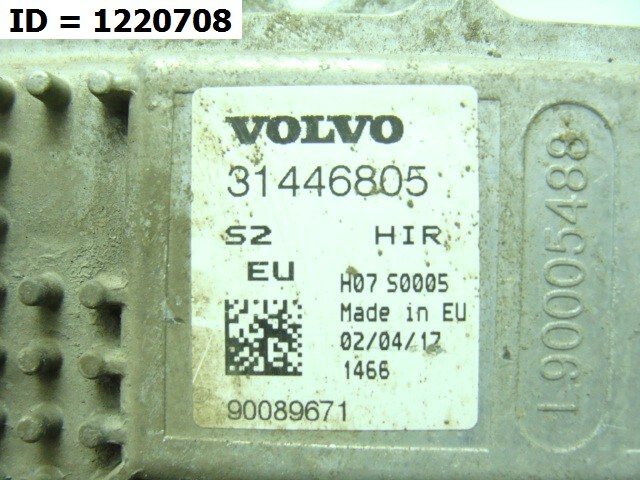 ID = 1220708
VOLVO
31446805
S2 HIR
EU
H07 S0005
Made in EU
02/04/17
1466
90089671
L90005488